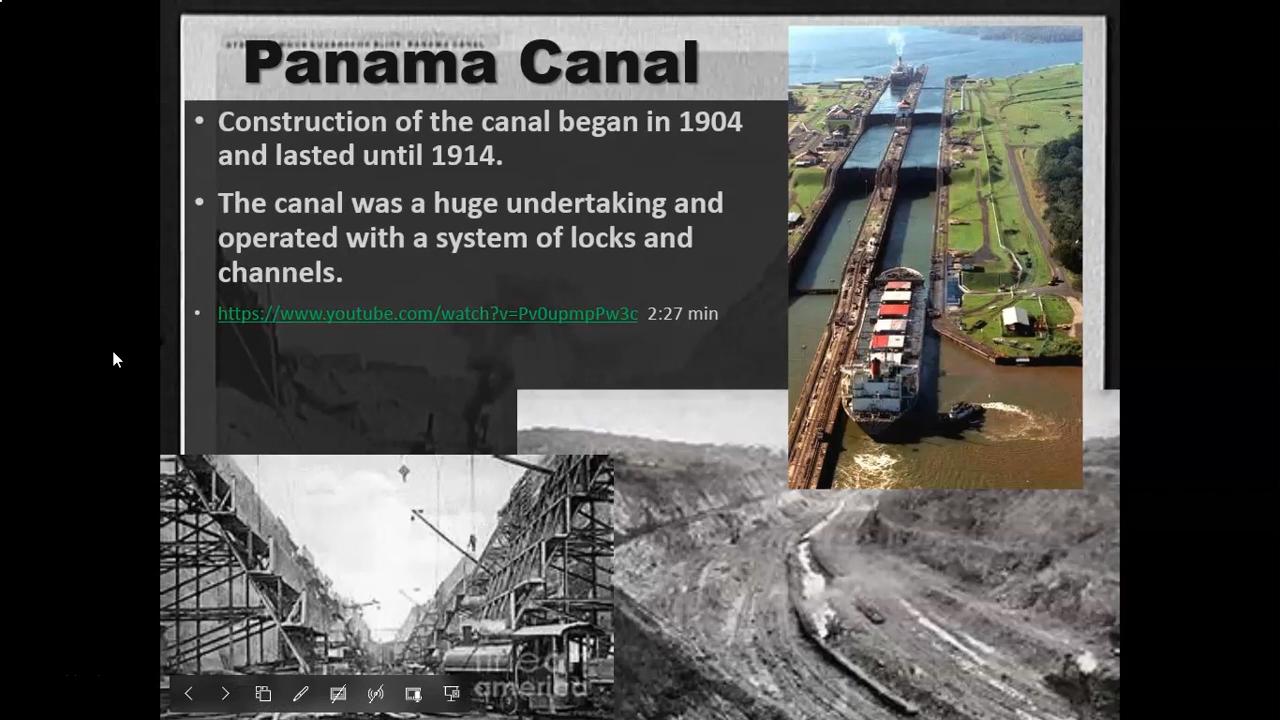 Panama Canal
• Construction of the canal began in 1904
and lasted until 1914.
• The canal was a huge undertaking and
operated with a system of locks and
channels.
• https://www.youtube.com/watch?v=Pv0upmpPw3c 2:27 min
america